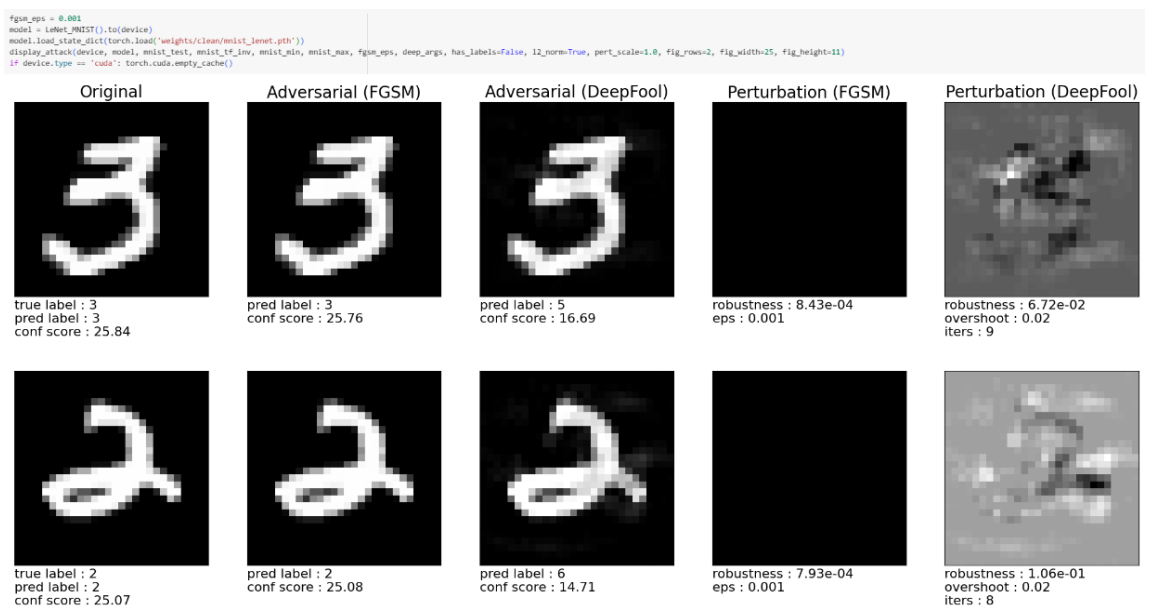 fgsm_eps = 0.001
model = LeNet_MNIST().to(device)
model.load_state_dict(torch.load('weights/clean/mnist_lenet.pth'))
display_attack(device, model, mnist_test, mnist_tf_inv, mnist_min, mnist_max, fgsm_eps, deep_args, has_labels=False, l2_norm=True, pert_scale=1.0, fig_rows=2, fig_width=25, fig_height=11)
if device.type == 'cuda': torch.cuda.empty_cache()
Original
Adversarial (FGSM)
Adversarial (DeepFool)
Perturbation (FGSM)
Perturbation (DeepFool)
true label : 3
pred label : 3
conf score : 25.84
pred label : 3
conf score : 25.76
pred label : 5
conf score : 16.69
robustness : 8.43e-04
eps : 0.001
robustness : 6.72e-02
overshoot : 0.02
iters : 9
true label : 2
pred label : 2
conf score : 25.07
pred label : 2
conf score : 25.08
pred label : 6
conf score : 14.71
robustness : 7.93e-04
eps : 0.001
robustness : 1.06e-01
overshoot : 0.02
iters : 8